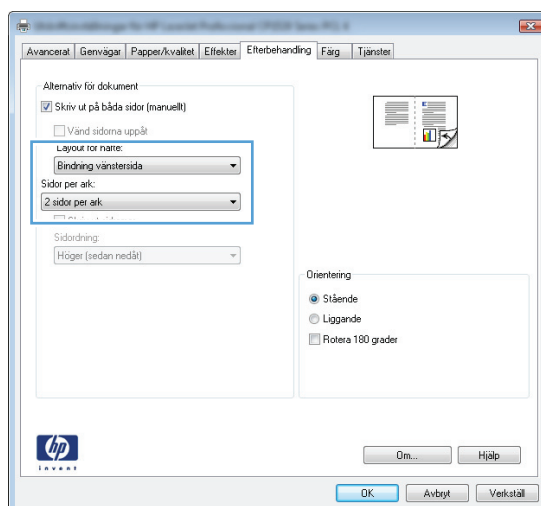 Avancerat Genvägar Papper/kvalitet Effekter Efterbehandling Färg Tjänster
Alternativ för dokument
Skriv ut på båda sidor (manuellt)
Vänd sidorna uppåt
Layout för häfte:
Bindning vänstersida
Sidor per ark:
2 sidor per ark
Sidordning:
Höger (sedan nedåt)
Orientering
Stående
Liggande
Rotera 180 grader
hp
invent
Om... Hjälp
OK Avbryt Verkställ